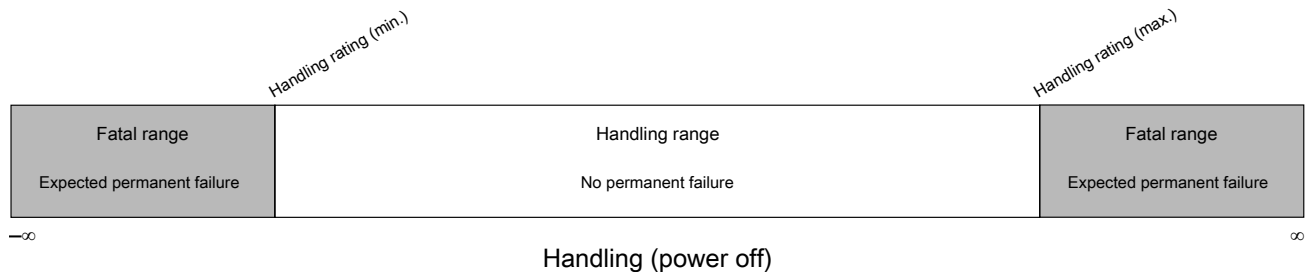 Handling rating (min.)
Handling rating (max.)
Fatal range
Handling range
Fatal range
Expected permanent failure
No permanent failure
Expected permanent failure
–∞
∞
Handling (power off)